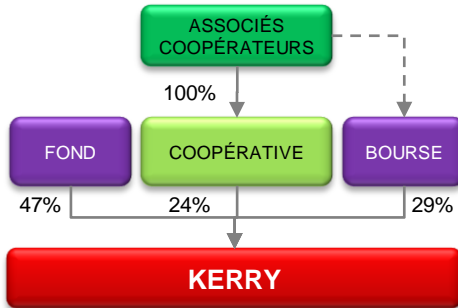 ASSOCIÉS
COOPÉRATEURS
100%
FOND
COOPÉRATIVE
BOURSE
47%
24%
29%
KERRY